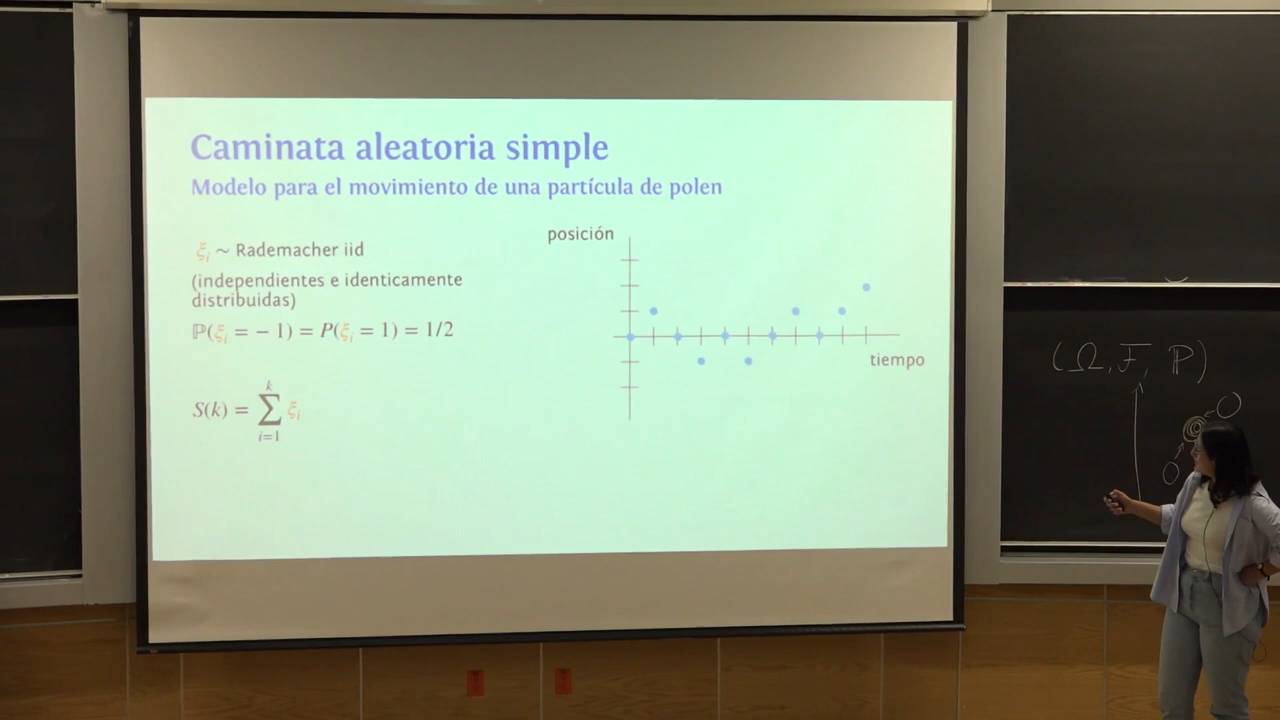 Caminata aleatoria simple
Modelo para el movimiento de una partícula de polen
ξᵢ ~ Rademacher iid
(independientes e identicamente
distribuidas)
ℙ(ξᵢ = − 1) = P(ξᵢ = 1) = 1/2
S(k) = ∑ᵢ₌₁ᵏ ξᵢ
posición
tiempo
(Ω, F, ℙ)